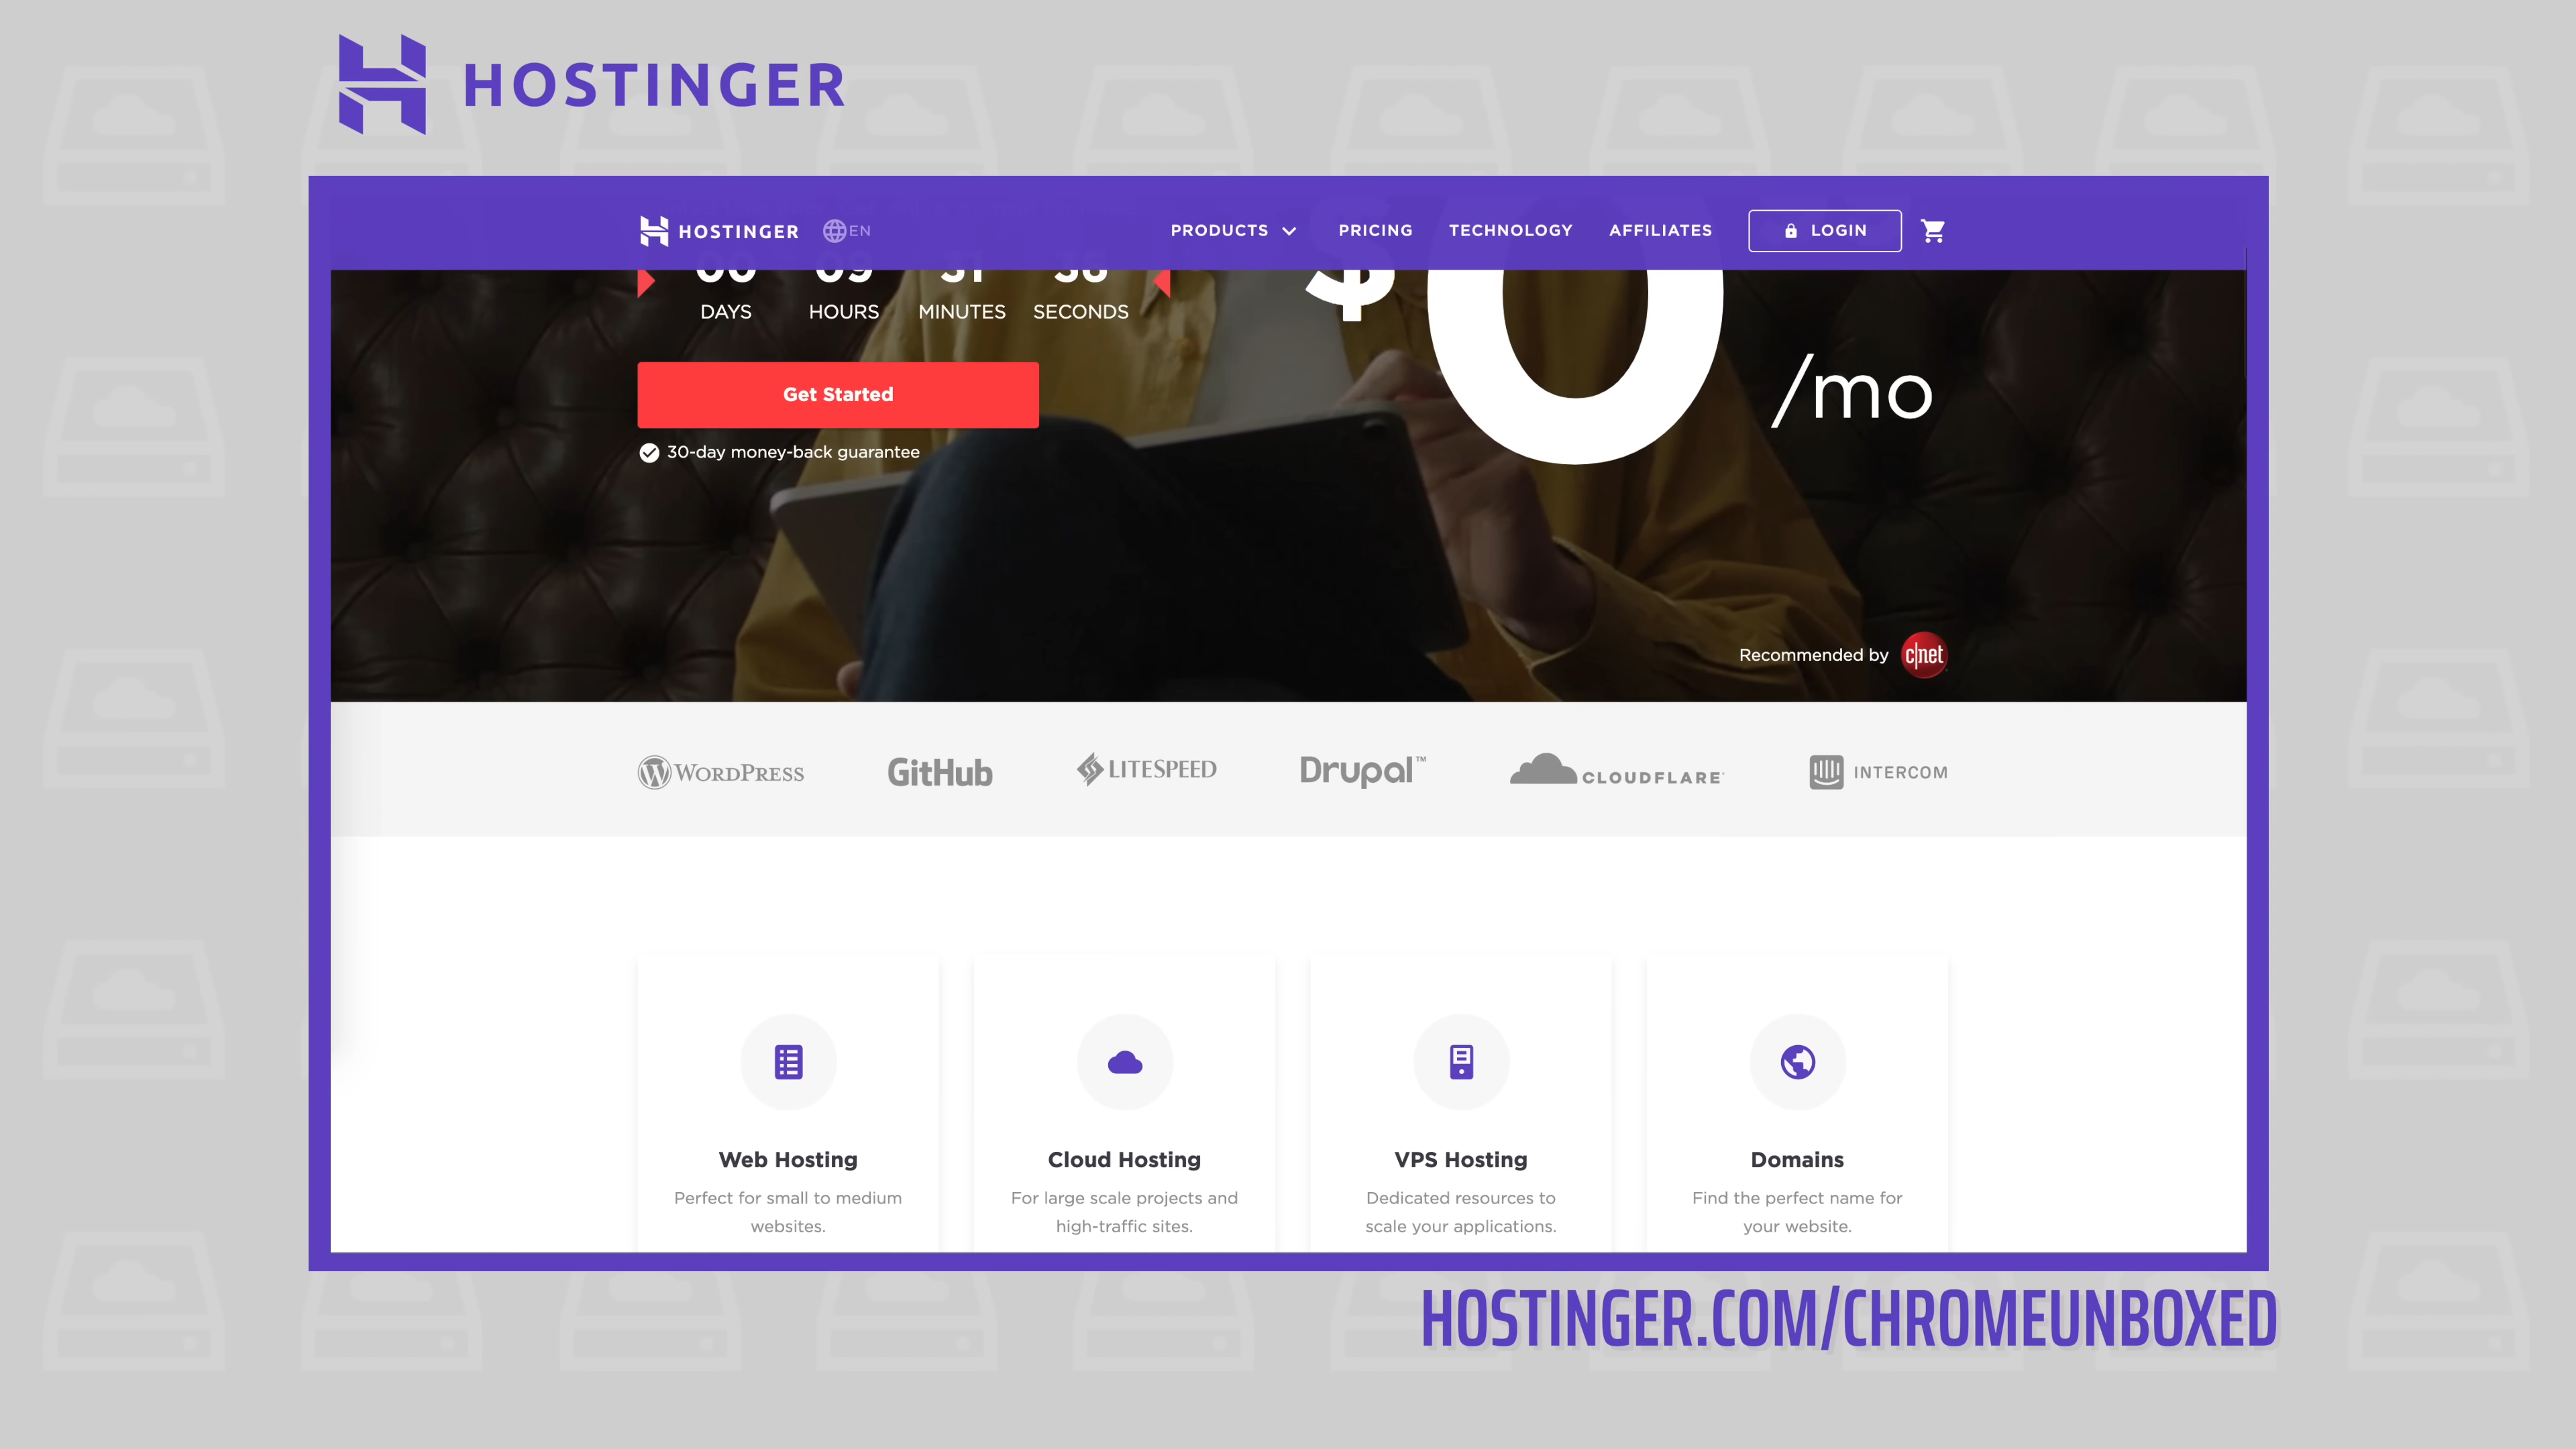 HOSTINGER
HOSTINGER EN PRODUCTS PRICING TECHNOLOGY AFFILIATES LOGIN
DAYS HOURS MINUTES SECONDS
$
/mo
Get Started
30-day money-back guarantee
Recommended by c|net
WORDPRESS GitHub LITESPEED Drupal™ CLOUDFLARE INTERCOM
Web Hosting
Perfect for small to medium
websites.
Cloud Hosting
For large scale projects and
high-traffic sites.
VPS Hosting
Dedicated resources to
scale your applications.
Domains
Find the perfect name for
your website.
HOSTINGER.COM/CHROMEUNBOXED